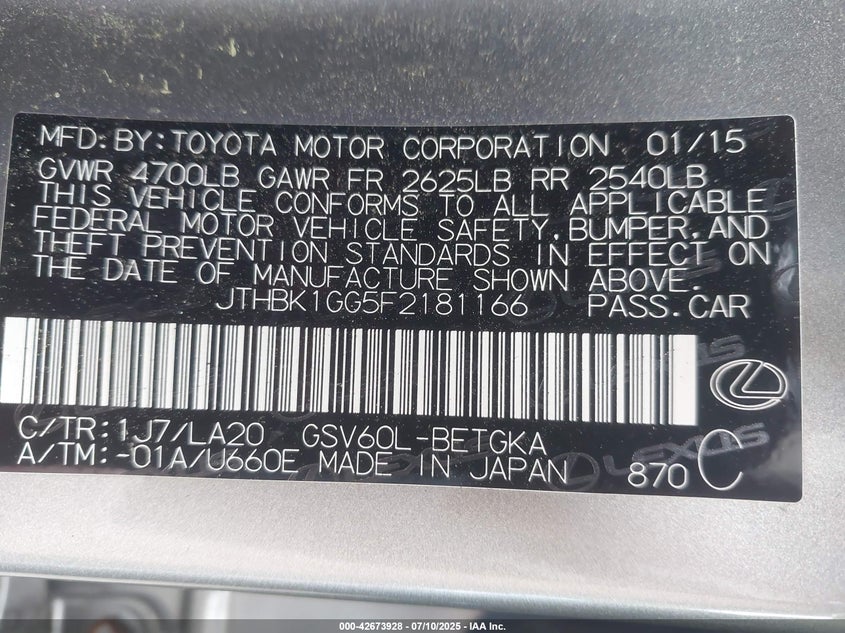 MFD. BY: TOYOTA MOTOR CORPORATION 01/15
GVWR 4700LB GAWR FR 2625LB RR 2540LB
THIS VEHICLE CONFORMS TO ALL APPLICABLE
FEDERAL MOTOR VEHICLE SAFETY, BUMPER, AND
THEFT PREVENTION STANDARDS IN EFFECT ON
THE DATE OF MANUFACTURE SHOWN ABOVE.
JTHBK1GG5F2181166 PASS.CAR
C/TR: 1J7/LA20 GSV60L-BETGKA
A/TM: -01A/U660E MADE IN JAPAN 870 C
LEXUS
000-42673928 - 07/10/2025 - IAA Inc.